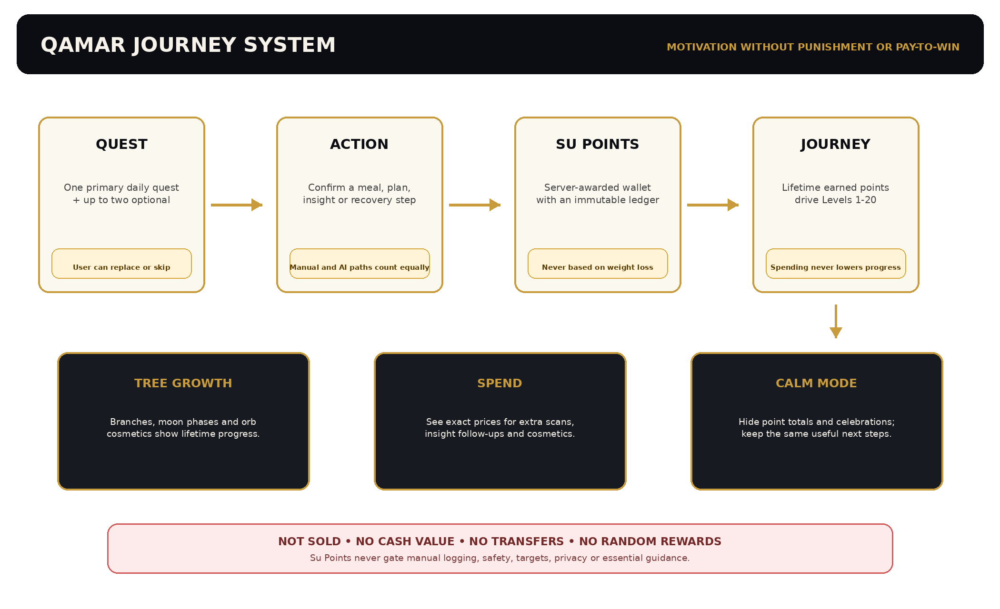 QAMAR JOURNEY SYSTEM
MOTIVATION WITHOUT PUNISHMENT OR PAY-TO-WIN
QUEST
One primary daily quest
+ up to two optional
User can replace or skip
ACTION
Confirm a meal, plan,
insight or recovery step
Manual and AI paths count equally
SU POINTS
Server-awarded wallet
with an immutable ledger
Never based on weight loss
JOURNEY
Lifetime earned points
drive Levels 1-20
Spending never lowers progress
TREE GROWTH
Branches, moon phases and orb
cosmetics show lifetime progress.
SPEND
See exact prices for extra scans,
insight follow-ups and cosmetics.
CALM MODE
Hide point totals and celebrations;
keep the same useful next steps.
NOT SOLD • NO CASH VALUE • NO TRANSFERS • NO RANDOM REWARDS
Su Points never gate manual logging, safety, targets, privacy or essential guidance.